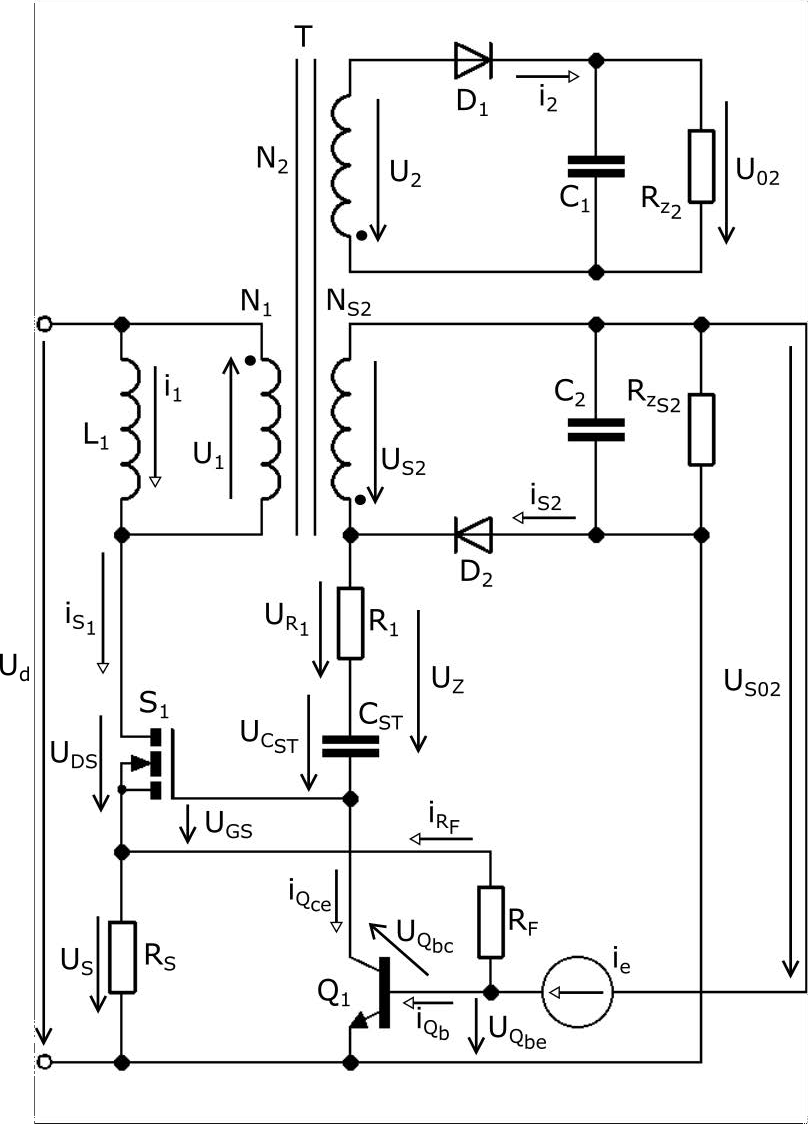 T
D1
i2
N2
U2
C1
Rz2
U02
N1
NS2
i1
L1
U1
US2
C2
RzS2
iS2
D2
iS1
UR1
R1
UZ
Ud
US02
S1
UCST
CST
UDS
UGS
iRF
iQce
UQbc
RF
US
RS
ie
Q1
iQb
UQbe